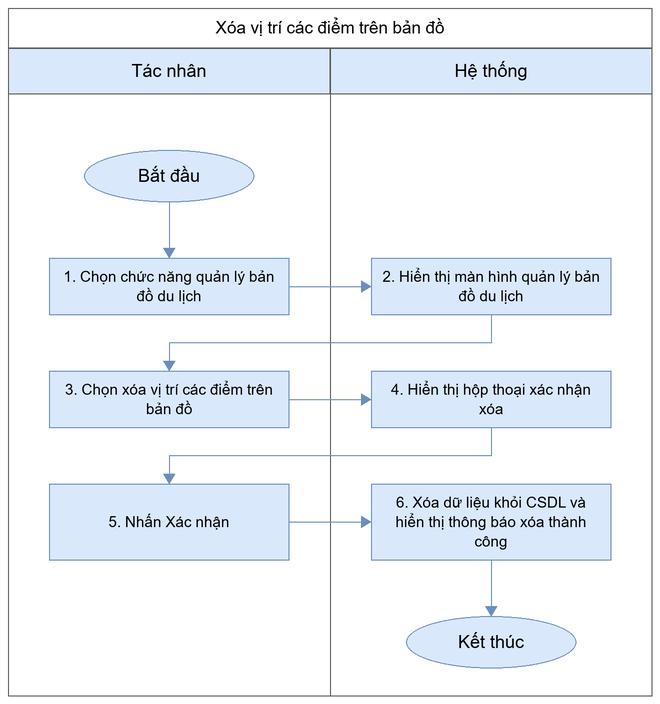 Xóa vị trí các điểm trên bản đồ
Tác nhân
Hệ thống
Bắt đầu
1. Chọn chức năng quản lý bản
đồ du lịch
2. Hiển thị màn hình quản lý bản
đồ du lịch
3. Chọn xóa vị trí các điểm trên
bản đồ
4. Hiển thị hộp thoại xác nhận
xóa
5. Nhấn Xác nhận
6. Xóa dữ liệu khỏi CSDL và
hiển thị thông báo xóa thành
công
Kết thúc